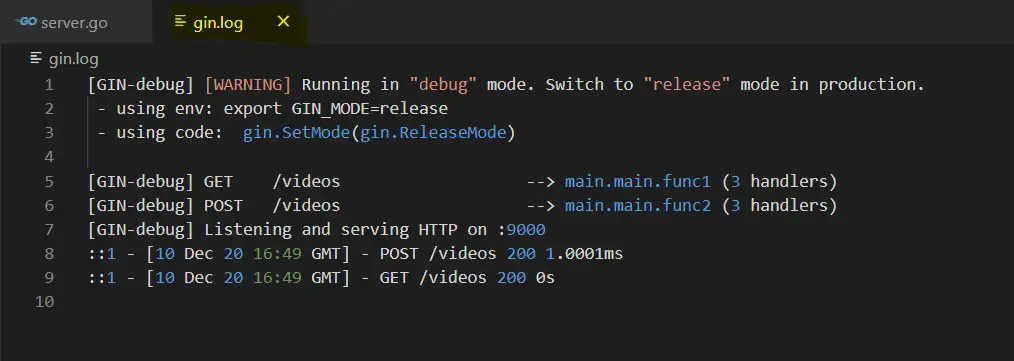 GO server.go gin.log ×
gin.log
1 [GIN-debug] [WARNING] Running in "debug" mode. Switch to "release" mode in production.
2 - using env: export GIN_MODE=release
3 - using code:  gin.SetMode(gin.ReleaseMode)
4
5 [GIN-debug] GET    /videos                   --> main.main.func1 (3 handlers)
6 [GIN-debug] POST   /videos                   --> main.main.func2 (3 handlers)
7 [GIN-debug] Listening and serving HTTP on :9000
8 ::1 - [10 Dec 20 16:49 GMT] - POST /videos 200 1.0001ms
9 ::1 - [10 Dec 20 16:49 GMT] - GET /videos 200 0s
10